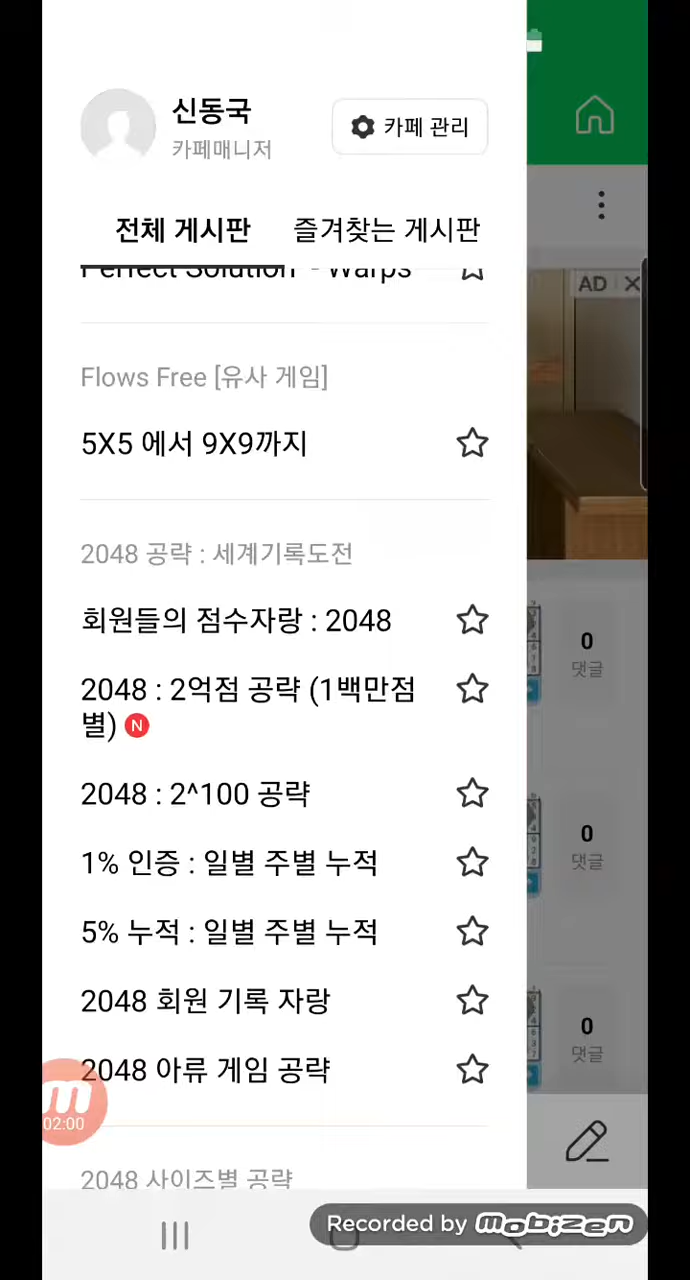 신동국
카페매니저
카페 관리
전체 게시판
즐겨찾는 게시판
Perfect Solution - Warps
AD
Flows Free [유사 게임]
5X5 에서 9X9까지
2048 공략 : 세계기록도전
회원들의 점수자랑 : 2048
2048 : 2억점 공략 (1백만점
별) N
2048 : 2^100 공략
1% 인증 : 일별 주별 누적
5% 누적 : 일별 주별 누적
2048 회원 기록 자랑
2048 아류 게임 공략
2048 사이즈별 공략
0
댓글
0
댓글
0
댓글
m
02:00
Recorded by mobizen